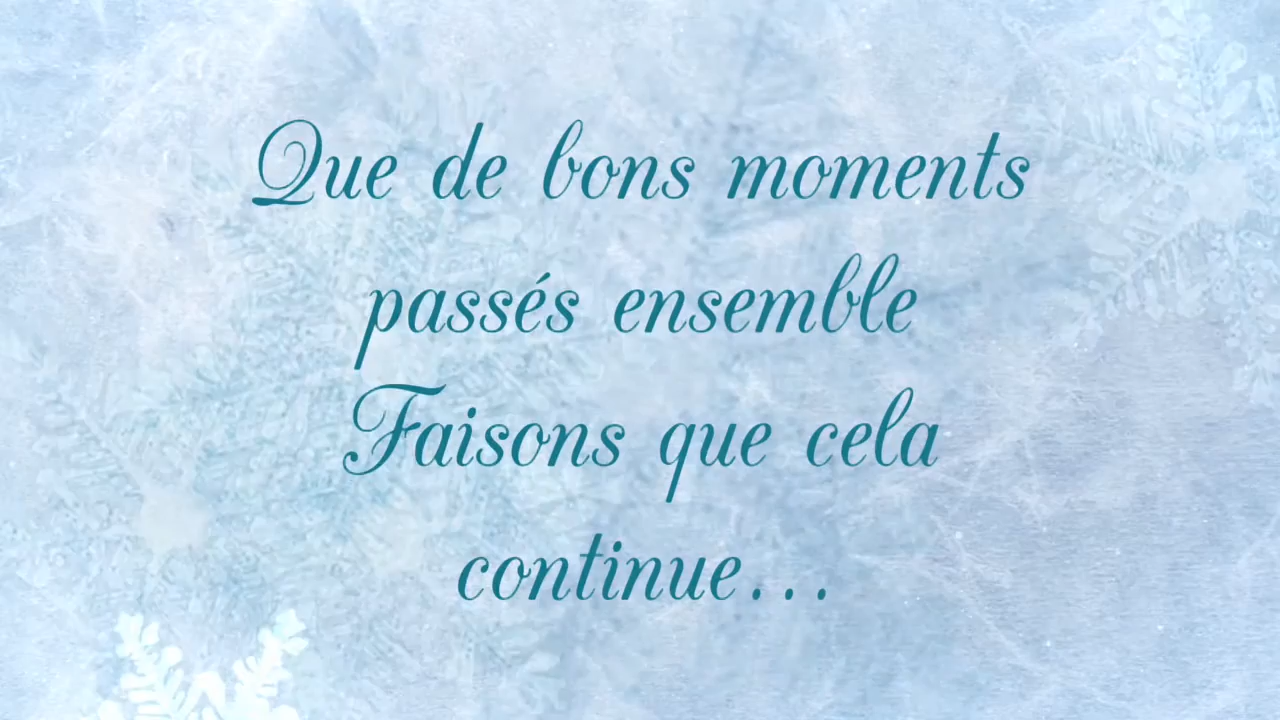 Que de bons moments
passés ensemble
Faisons que cela
continue...